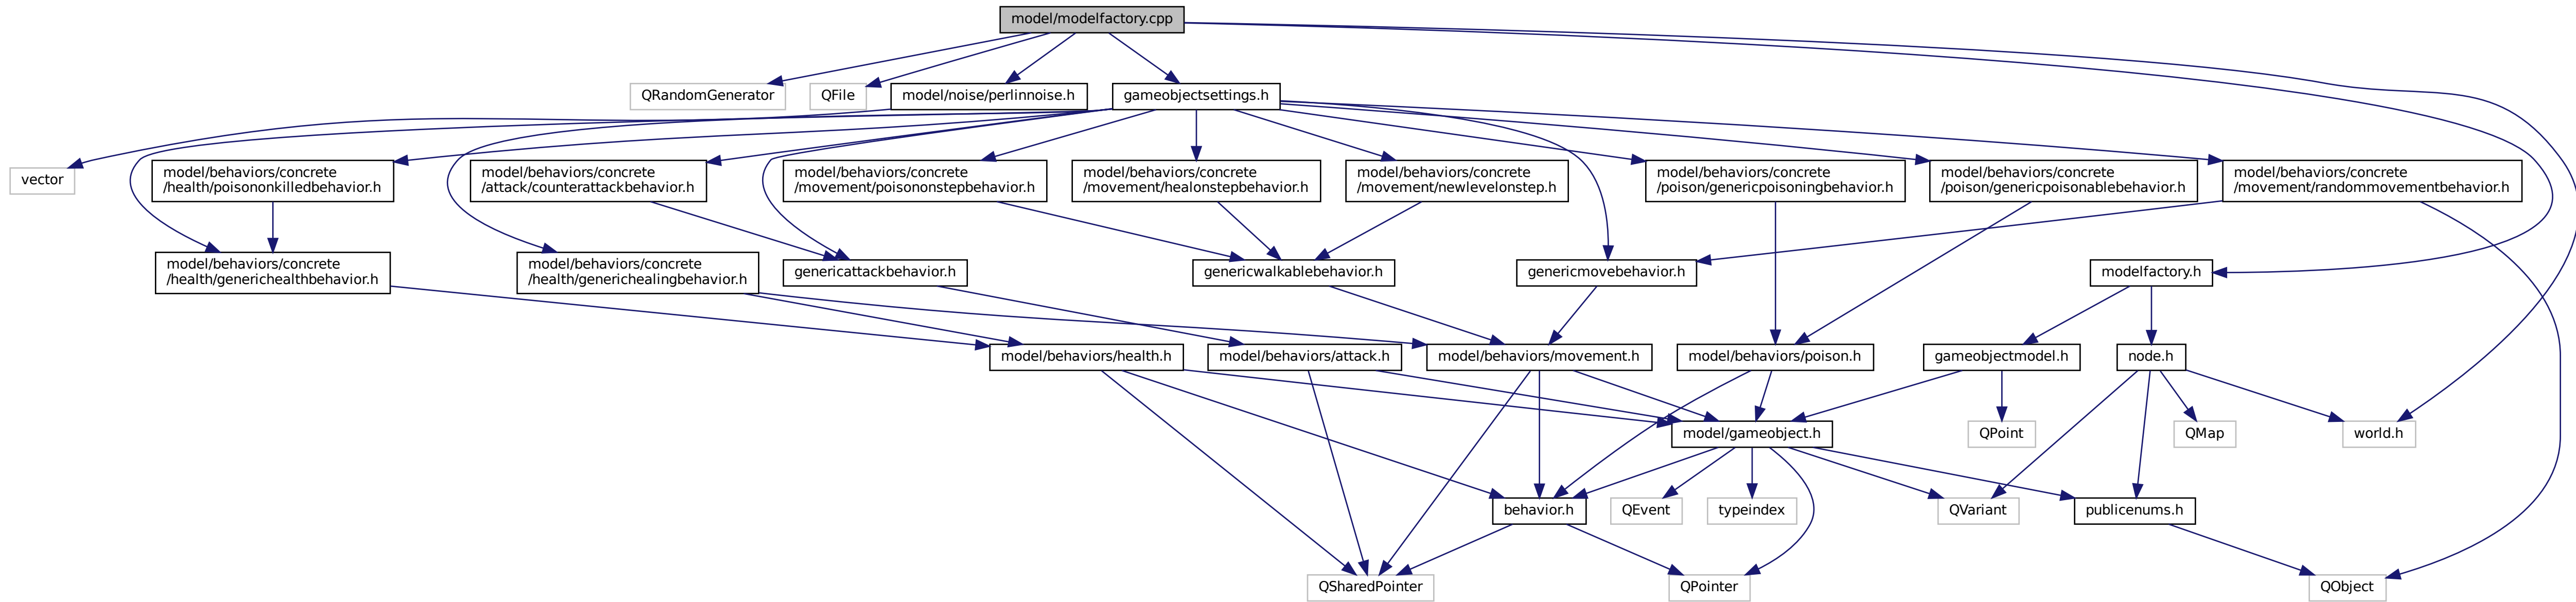 model/modelfactory.cpp
QRandomGenerator
QFile
model/noise/perlinnoise.h
gameobjectsettings.h
vector
model/behaviors/concrete
/health/poisononkilledbehavior.h
model/behaviors/concrete
/attack/counterattackbehavior.h
model/behaviors/concrete
/movement/poisononstepbehavior.h
model/behaviors/concrete
/movement/healonstepbehavior.h
model/behaviors/concrete
/movement/newlevelonstep.h
model/behaviors/concrete
/poison/genericpoisoningbehavior.h
model/behaviors/concrete
/poison/genericpoisonablebehavior.h
model/behaviors/concrete
/movement/randommovementbehavior.h
model/behaviors/concrete
/health/generichealthbehavior.h
model/behaviors/concrete
/health/generichealingbehavior.h
genericattackbehavior.h
genericwalkablebehavior.h
genericmovebehavior.h
modelfactory.h
model/behaviors/health.h
model/behaviors/attack.h
model/behaviors/movement.h
model/behaviors/poison.h
gameobjectmodel.h
node.h
model/gameobject.h
QPoint
QMap
world.h
behavior.h
QEvent
typeindex
QVariant
publicenums.h
QSharedPointer
QPointer
QObject